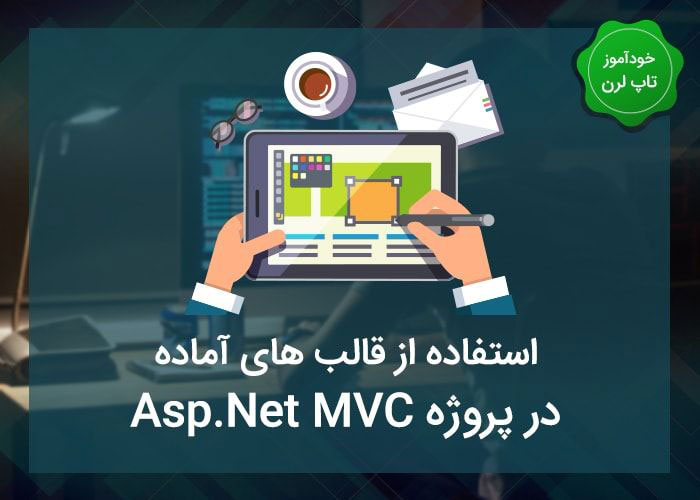 خودآموز
تاپ لرن
استفاده از قالب های آماده
در پروژه Asp.Net MVC